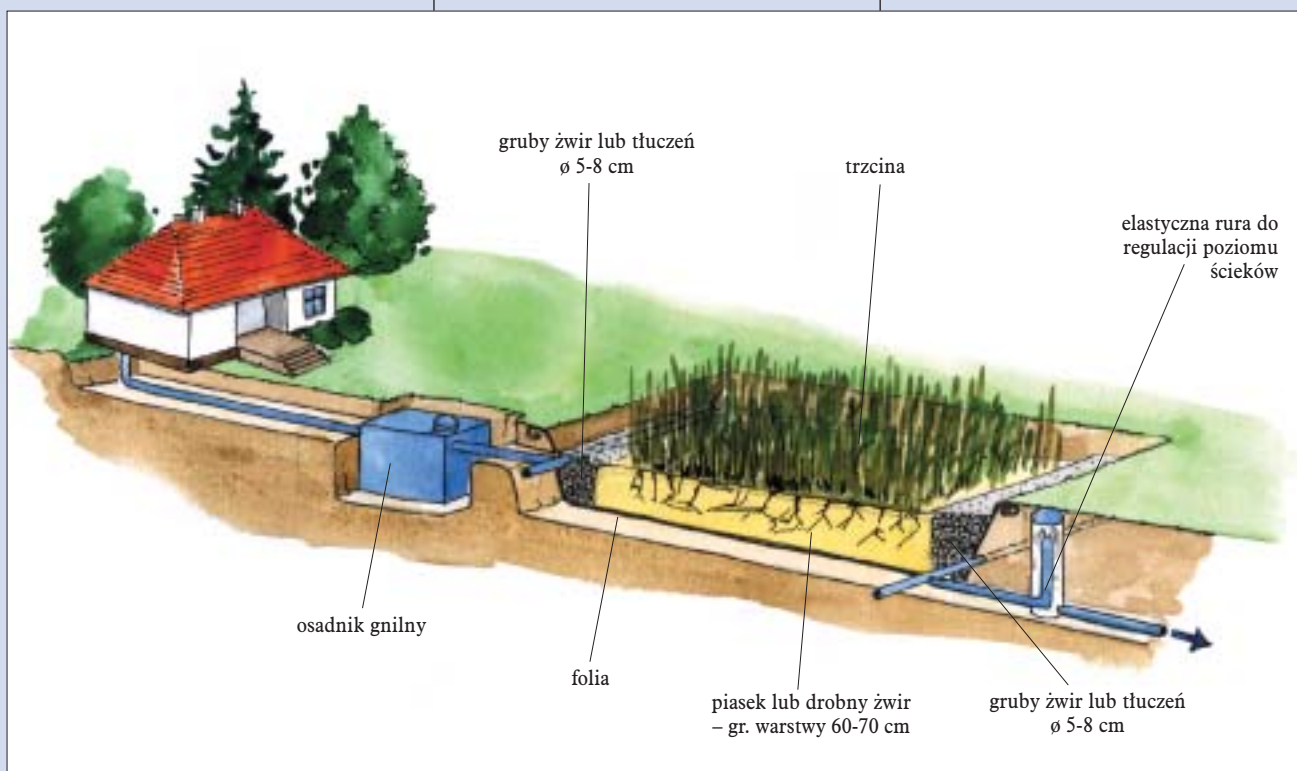 gruby żwir lub tłuczeń
ø 5-8 cm
trzcina
elastyczna rura do
regulacji poziomu
ścieków
osadnik gnilny
folia
piasek lub drobny żwir
– gr. warstwy 60-70 cm
gruby żwir lub tłuczeń
ø 5-8 cm